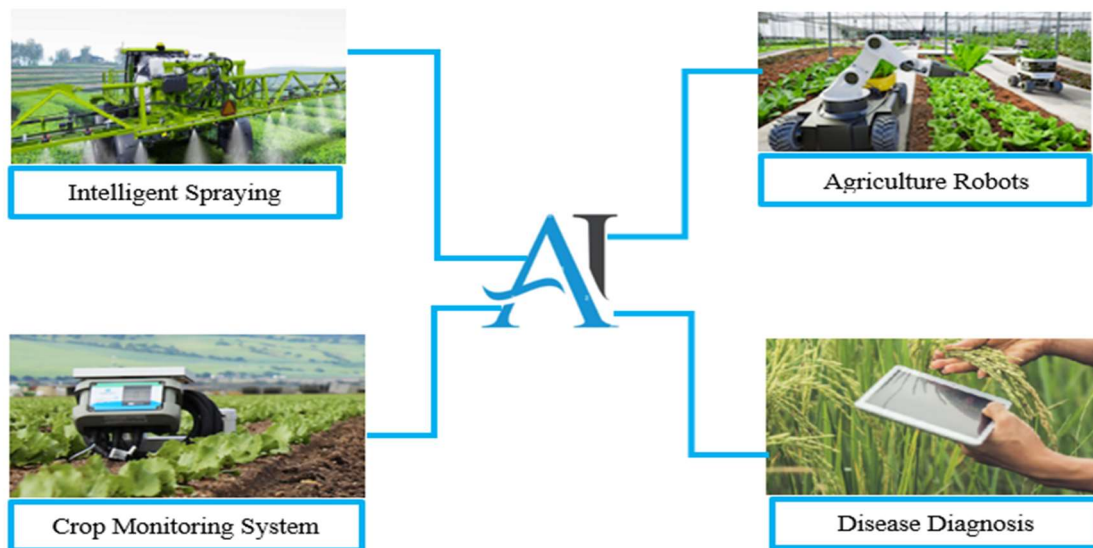 Intelligent Spraying
Agriculture Robots
AI
Crop Monitoring System
Disease Diagnosis